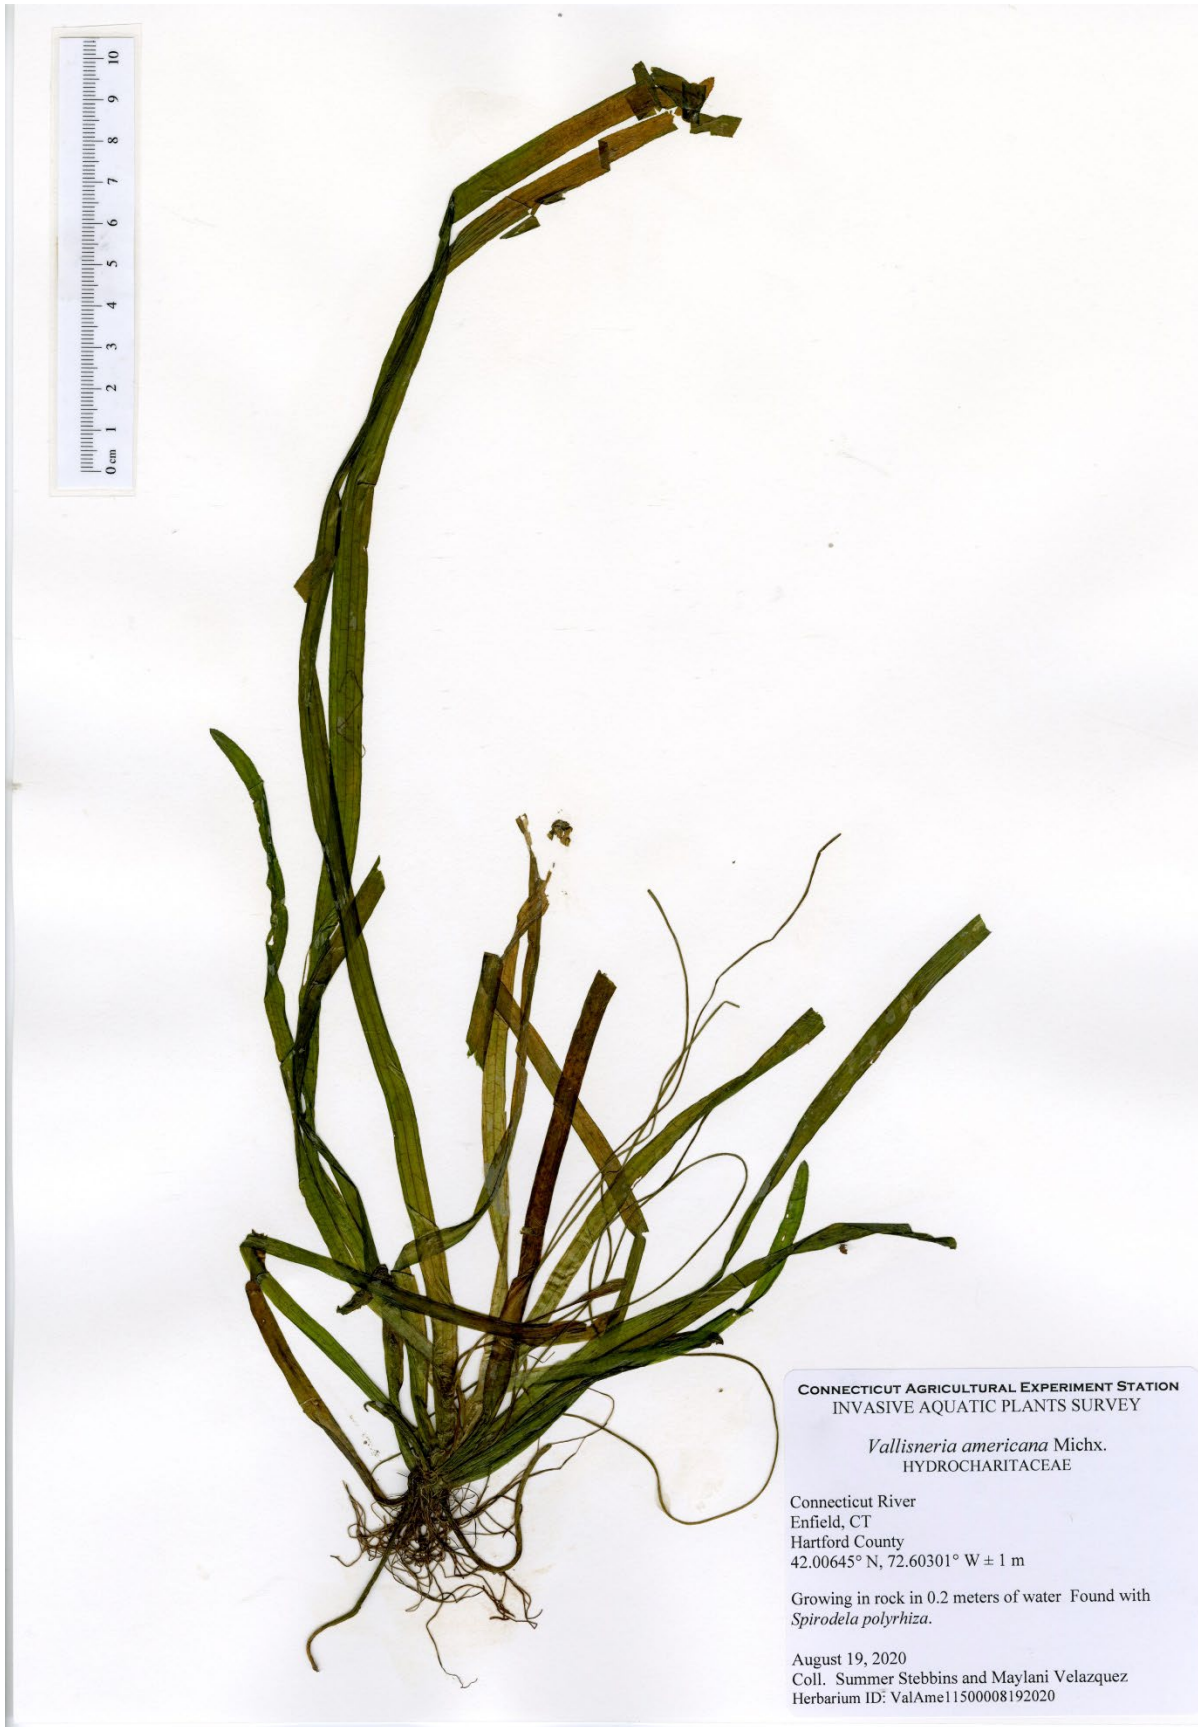 10
9
8
7
6
5
4
3
2
1
0 cm
CONNECTICUT AGRICULTURAL EXPERIMENT STATION
INVASIVE AQUATIC PLANTS SURVEY
Vallisneria americana Michx.
HYDROCHARITACEAE
Connecticut River
Enfield, CT
Hartford County
42.00645° N, 72.60301° W ± 1 m
Growing in rock in 0.2 meters of water  Found with
Spirodela polyrhiza.
August 19, 2020
Coll.  Summer Stebbins and Maylani Velazquez
Herbarium ID: ValAme11500008192020